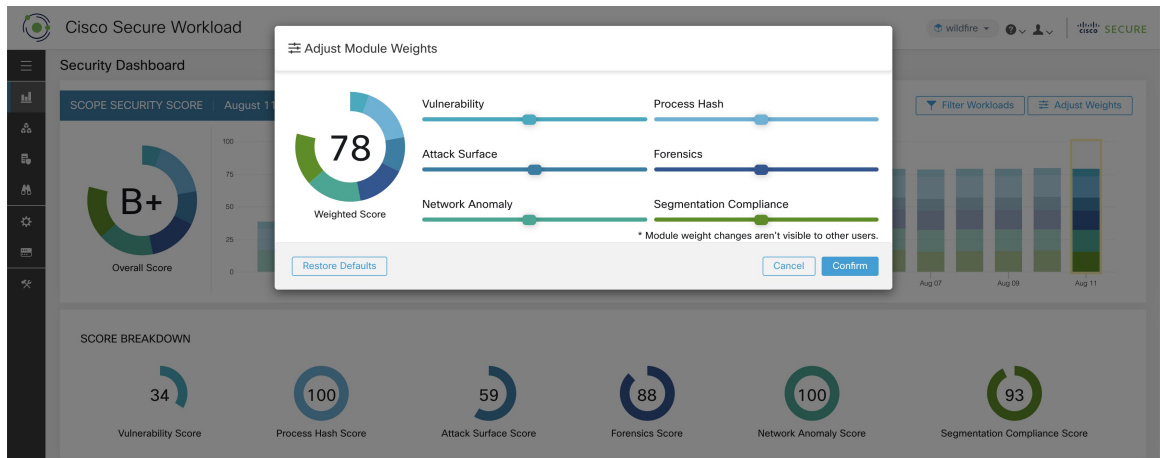 Cisco Secure Workload
wildfire
CISCO SECURE
Adjust Module Weights
Security Dashboard
SCOPE SECURITY SCORE August 11
Filter Workloads
Adjust Weights
Vulnerability
Process Hash
Attack Surface
Forensics
Network Anomaly
Segmentation Compliance
78
Weighted Score
* Module weight changes aren't visible to other users.
Restore Defaults
Cancel
Confirm
B+
Overall Score
100
75
50
25
0
Aug 07
Aug 09
Aug 11
SCORE BREAKDOWN
34
100
59
88
100
93
Vulnerability Score
Process Hash Score
Attack Surface Score
Forensics Score
Network Anomaly Score
Segmentation Compliance Score